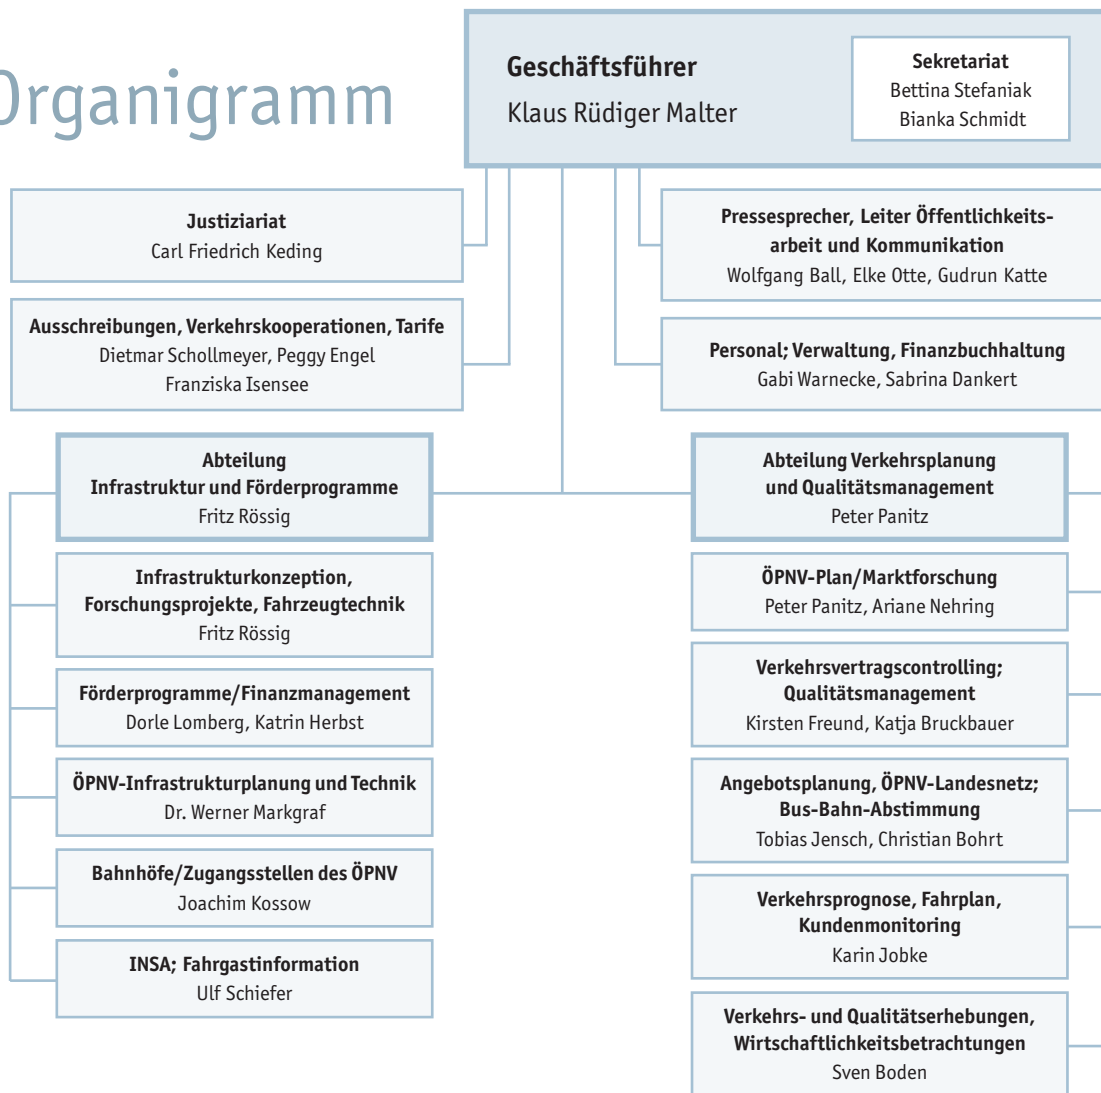 Organigramm
Geschäftsführer
Klaus Rüdiger Malter
Sekretariat
Bettina Stefaniak
Bianka Schmidt
Justiziariat
Carl Friedrich Keding
Pressesprecher, Leiter Öffentlichkeits-
arbeit und Kommunikation
Wolfgang Ball, Elke Otte, Gudrun Katte
Ausschreibungen, Verkehrskooperationen, Tarife
Dietmar Schollmeyer, Peggy Engel
Franziska Isensee
Personal; Verwaltung, Finanzbuchhaltung
Gabi Warnecke, Sabrina Dankert
Abteilung
Infrastruktur und Förderprogramme
Fritz Rössig
Infrastrukturkonzeption,
Forschungsprojekte, Fahrzeugtechnik
Fritz Rössig
Förderprogramme/Finanzmanagement
Dorle Lomberg, Katrin Herbst
ÖPNV-Infrastrukturplanung und Technik
Dr. Werner Markgraf
Bahnhöfe/Zugangsstellen des ÖPNV
Joachim Kossow
INSA; Fahrgastinformation
Ulf Schiefer
Abteilung Verkehrsplanung
und Qualitätsmanagement
Peter Panitz
ÖPNV-Plan/Marktforschung
Peter Panitz, Ariane Nehring
Verkehrsvertragscontrolling;
Qualitätsmanagement
Kirsten Freund, Katja Bruckbauer
Angebotsplanung, ÖPNV-Landesnetz;
Bus-Bahn-Abstimmung
Tobias Jensch, Christian Bohrt
Verkehrsprognose, Fahrplan,
Kundenmonitoring
Karin Jobke
Verkehrs- und Qualitätserhebungen,
Wirtschaftlichkeitsbetrachtungen
Sven Boden